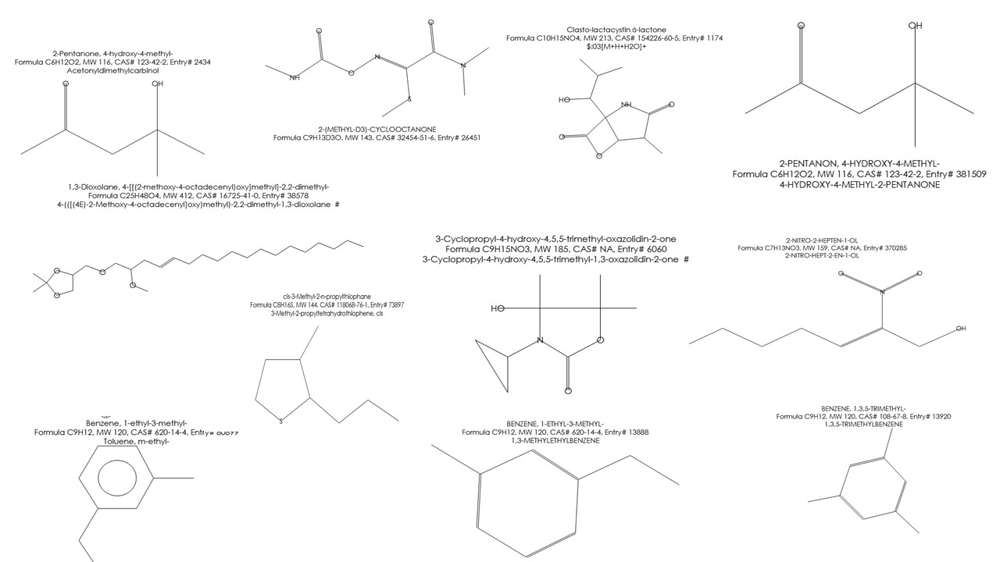 2-Pentanone, 4-hydroxy-4-methyl-
Formula C6H12O2, MW 116, CAS# 123-42-2, Entry# 2434
Acetonyldimethylcarbinol
O
OH
O
O
NH
O
N
N
S
2-(METHYL-D3)-CYCLOOCTANONE
Formula C9H13D3O, MW 143, CAS# 32454-51-6, Entry# 26451
Clasto-lactacystin á-lactone
Formula C10H15NO4, MW 213, CAS# 154226-60-5, Entry# 1174
$:03[M+H+H2O]+
HO
NH
O
O
O
O
OH
2-PENTANON, 4-HYDROXY-4-METHYL-
Formula C6H12O2, MW 116, CAS# 123-42-2, Entry# 381509
4-HYDROXY-4-METHYL-2-PENTANONE
1,3-Dioxolane, 4-[[(2-methoxy-4-octadecenyl)oxy]methyl]-2,2-dimethyl-
Formula C25H48O4, MW 412, CAS# 16725-41-0, Entry# 38578
4-(([(4E)-2-Methoxy-4-octadecenyl]oxy)methyl)-2,2-dimethyl-1,3-dioxolane #
O
O
O
O
cis-3-Methyl-2-n-propylthiophane
Formula C8H16S, MW 144, CAS# 118068-76-1, Entry# 73897
3-Methyl-2-propyltetrahydrothiophene, cis
S
3-Cyclopropyl-4-hydroxy-4,5,5-trimethyl-oxazolidin-2-one
Formula C9H15NO3, MW 185, CAS# NA, Entry# 6060
3-Cyclopropyl-4-hydroxy-4,5,5-trimethyl-1,3-oxazolidin-2-one #
HO
N
O
O
2-NITRO-2-HEPTEN-1-OL
Formula C7H13NO3, MW 159, CAS# NA, Entry# 370285
2-NITRO-HEPT-2-EN-1-OL
O
O
N
OH
Benzene, 1-ethyl-3-methyl-
Formula C9H12, MW 120, CAS# 620-14-4, Entry#
Toluene, m-ethyl-
BENZENE, 1-ETHYL-3-METHYL-
Formula C9H12, MW 120, CAS# 620-14-4, Entry# 13888
1,3-METHYLETHYLBENZENE
BENZENE, 1,3,5-TRIMETHYL-
Formula C9H12, MW 120, CAS# 108-67-8, Entry# 13920
1,3,5-TRIMETHYLBENZENE